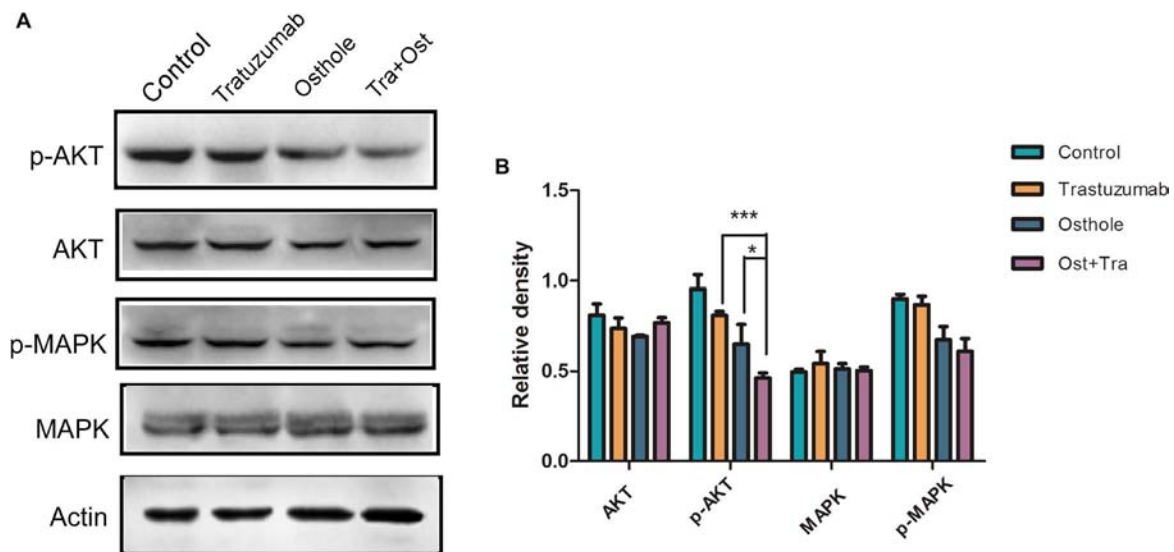 A
Control
Tratuzumab
Osthole
Tra+Ost
p-AKT
AKT
p-MAPK
MAPK
Actin
B
Relative density
1.5
1.0
0.5
0.0
***
*
AKT
p-AKT
MAPK
p-MAPK
Control
Trastuzumab
Osthole
Ost+Tra